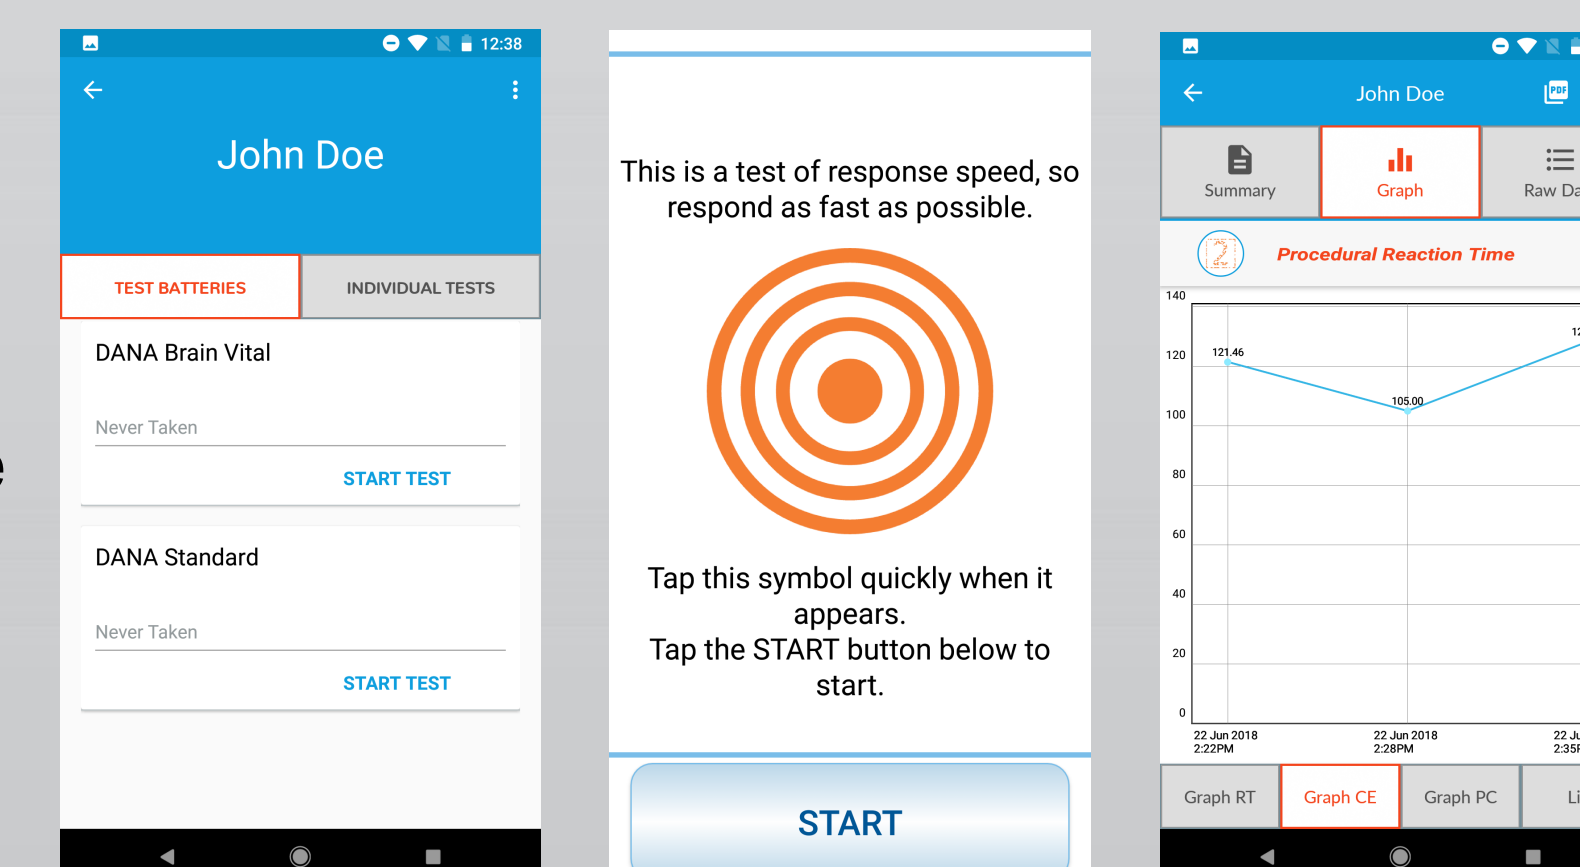 12:38
John Doe
TEST BATTERIES
INDIVIDUAL TESTS
DANA Brain Vital
Never Taken
START TEST
DANA Standard
Never Taken
START TEST
This is a test of response speed, so
respond as fast as possible.
Tap this symbol quickly when it
appears.
Tap the START button below to
start.
START
John Doe
PDF
Summary
Graph
Raw
2
Procedural Reaction Time
140
120
100
80
60
40
20
0
121.46
105.00
22 Jun 2018
2:22PM
22 Jun 2018
2:28PM
22
Graph RT
Graph CE
Graph PC